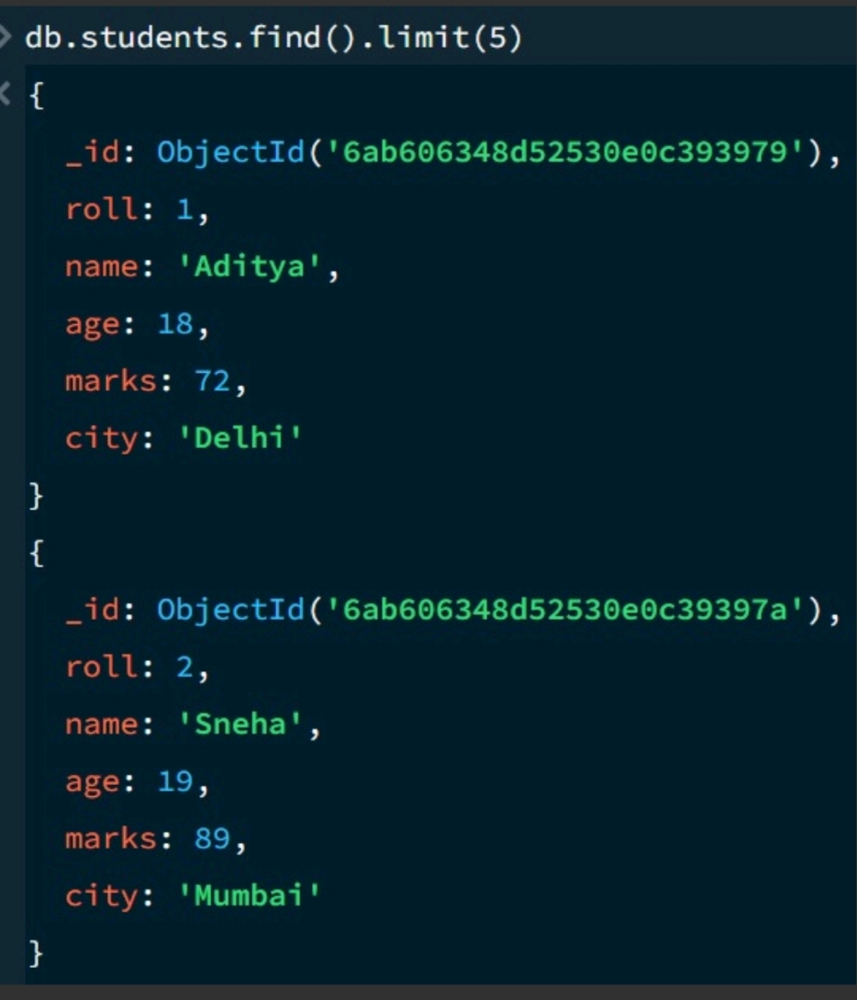 > db.students.find().limit(5)
< {
_id: ObjectId('6ab606348d52530e0c393979'),
roll: 1,
name: 'Aditya',
age: 18,
marks: 72,
city: 'Delhi'
}
{
_id: ObjectId('6ab606348d52530e0c39397a'),
roll: 2,
name: 'Sneha',
age: 19,
marks: 89,
city: 'Mumbai'
}